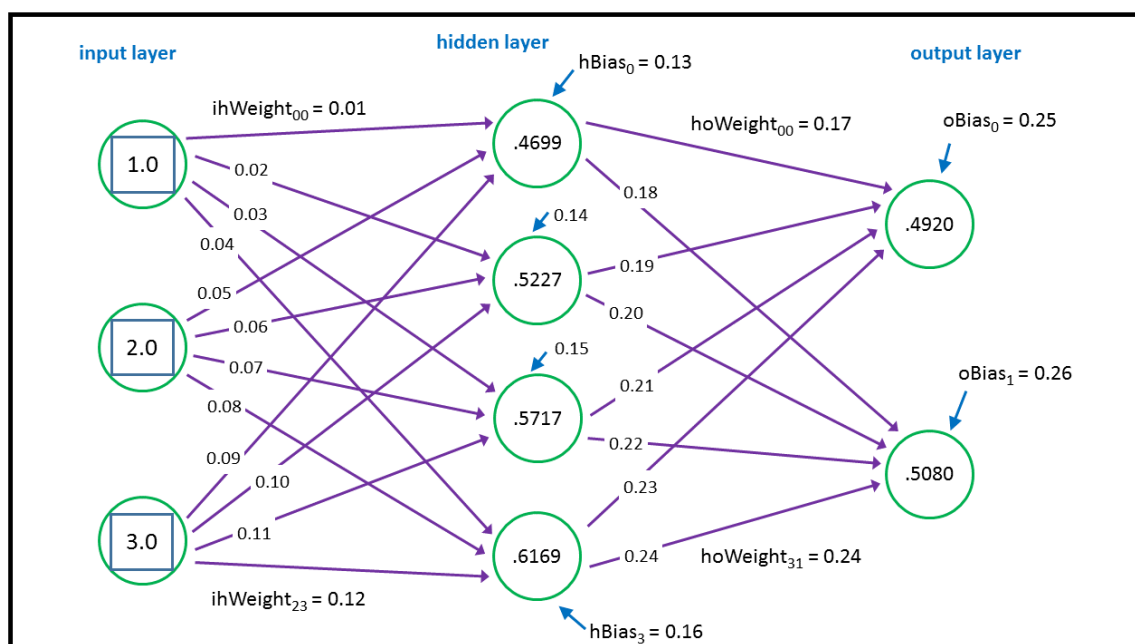 input layer
hidden layer
output layer
hBias0 = 0.13
ihWeight00 = 0.01
hoWeight00 = 0.17
oBias0 = 0.25
1.0
.4699
0.02
0.18
0.03
0.14
.4920
0.04
0.19
0.05
.5227
0.06
0.20
2.0
0.15
0.07
oBias1 = 0.26
0.21
0.08
.5717
0.22
0.09
.5080
0.10
0.23
0.11
3.0
.6169
0.24
hoWeight31 = 0.24
ihWeight23 = 0.12
hBias3 = 0.16